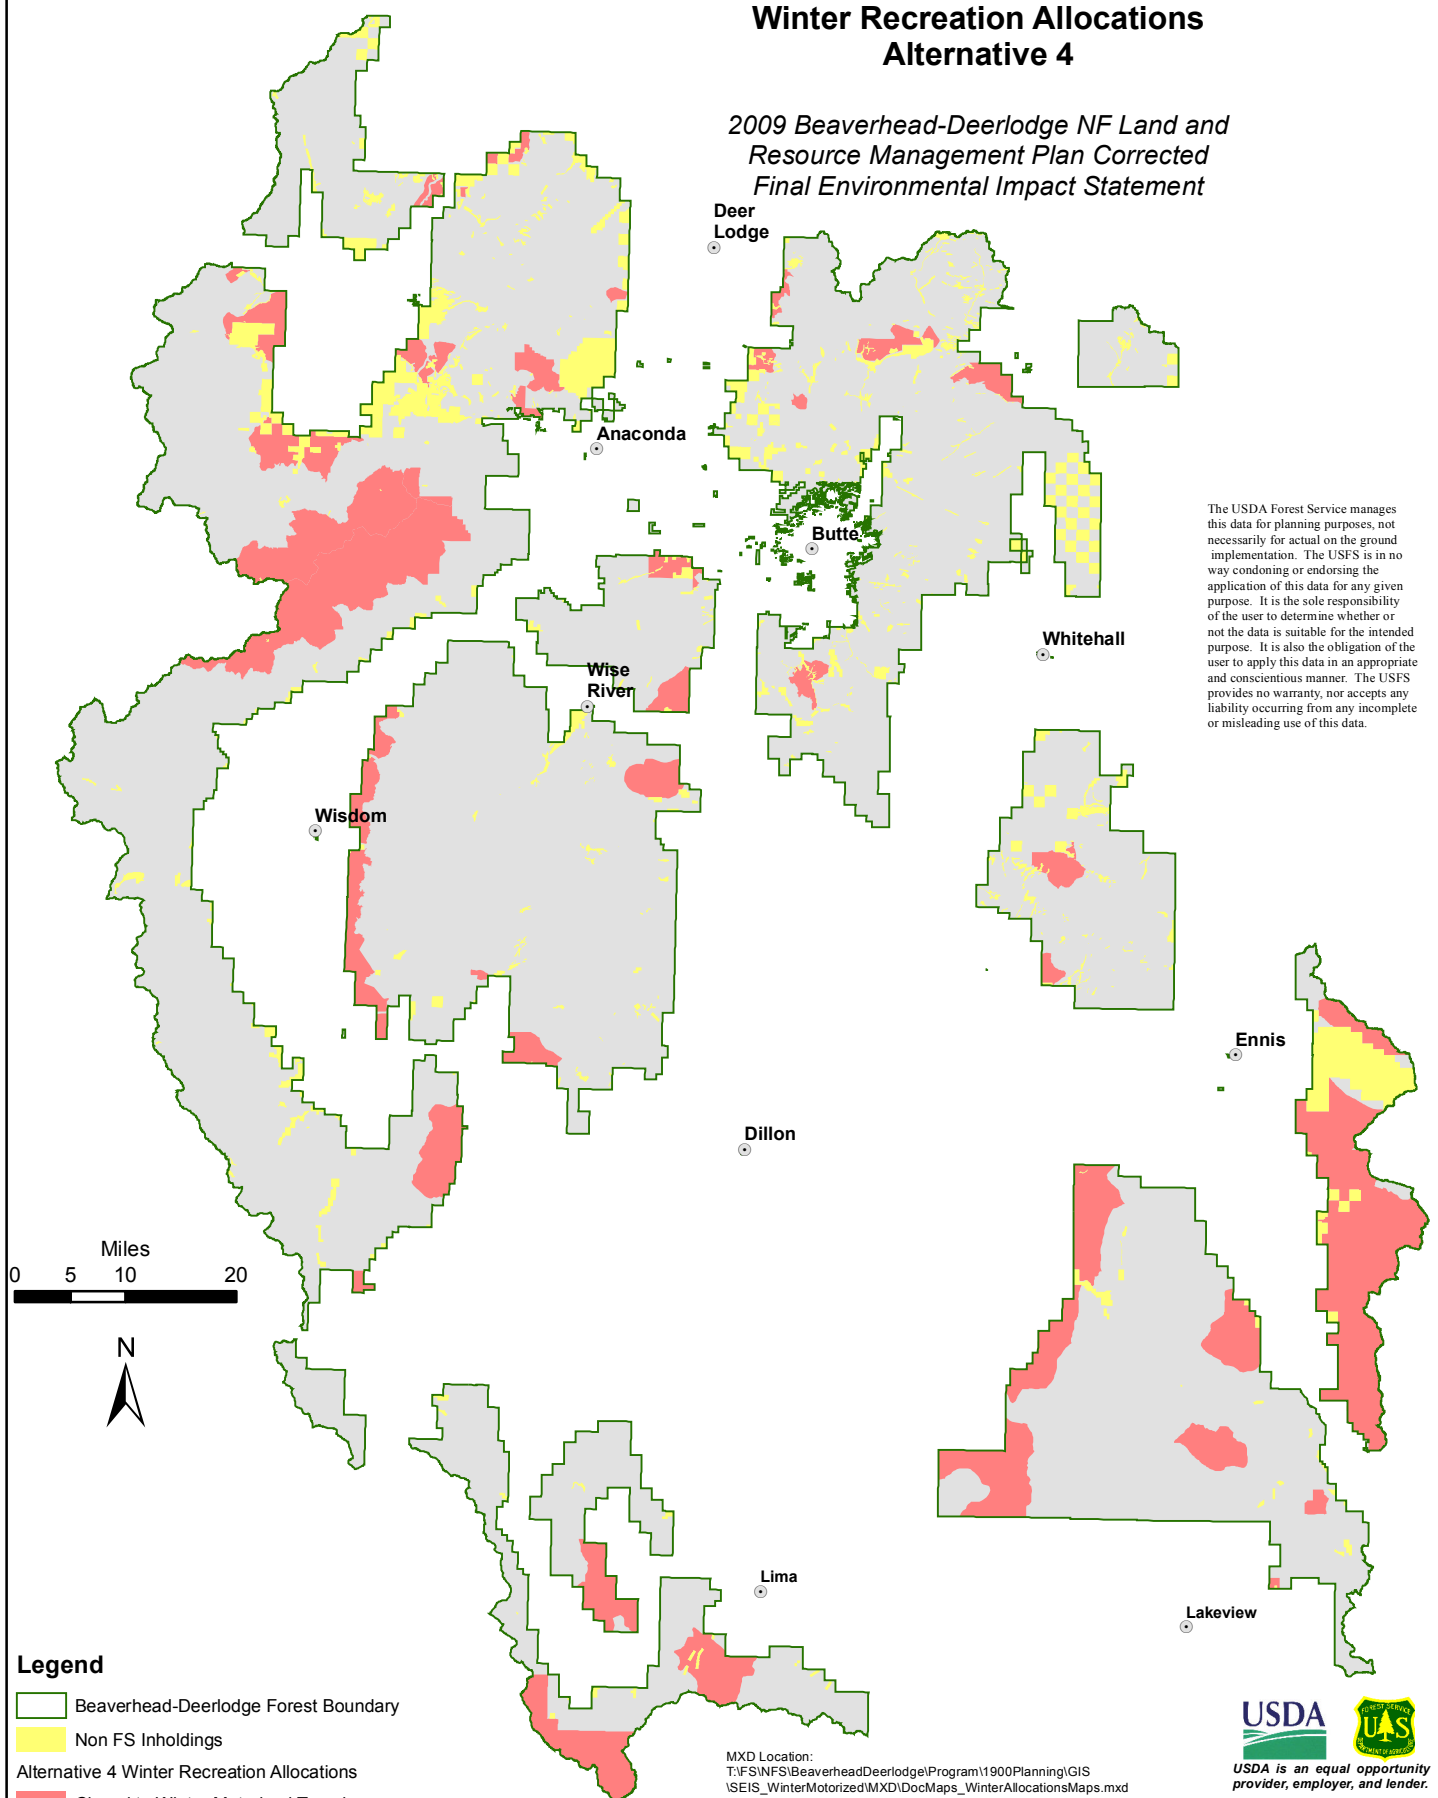 Winter Recreation Allocations
Alternative 4
2009 Beaverhead-Deerlodge NF Land and
Resource Management Plan Corrected
Final Environmental Impact Statement
Deer
Lodge
Anaconda
Butte
Whitehall
Wise
River
Wisdom
Ennis
Dillon
Lima
Lakeview
The USDA Forest Service manages
this data for planning purposes, not
necessarily for actual on the ground
implementation. The USFS is in no
way condoning or endorsing the
application of this data for any given
purpose. It is the sole responsibility
of the user to determine whether or
not the data is suitable for the intended
purpose. It is also the obligation of the
user to apply this data in an appropriate
and conscientious manner. The USFS
provides no warranty, nor accepts any
liability occurring from any incomplete
or misleading use of this data.
Miles
0 5 10 20
N
Legend
Beaverhead-Deerlodge Forest Boundary
Non FS Inholdings
Alternative 4 Winter Recreation Allocations
MXD Location:
T:\FS\NFS\BeaverheadDeerlodge\Program\1900Planning\GIS
\SEIS_WinterMotorized\MXD\DocMaps_WinterAllocationsMaps.mxd
USDA
FOREST SERVICE
U S
DEPARTMENT OF AGRICULTURE
USDA is an equal opportunity
provider, employer, and lender.